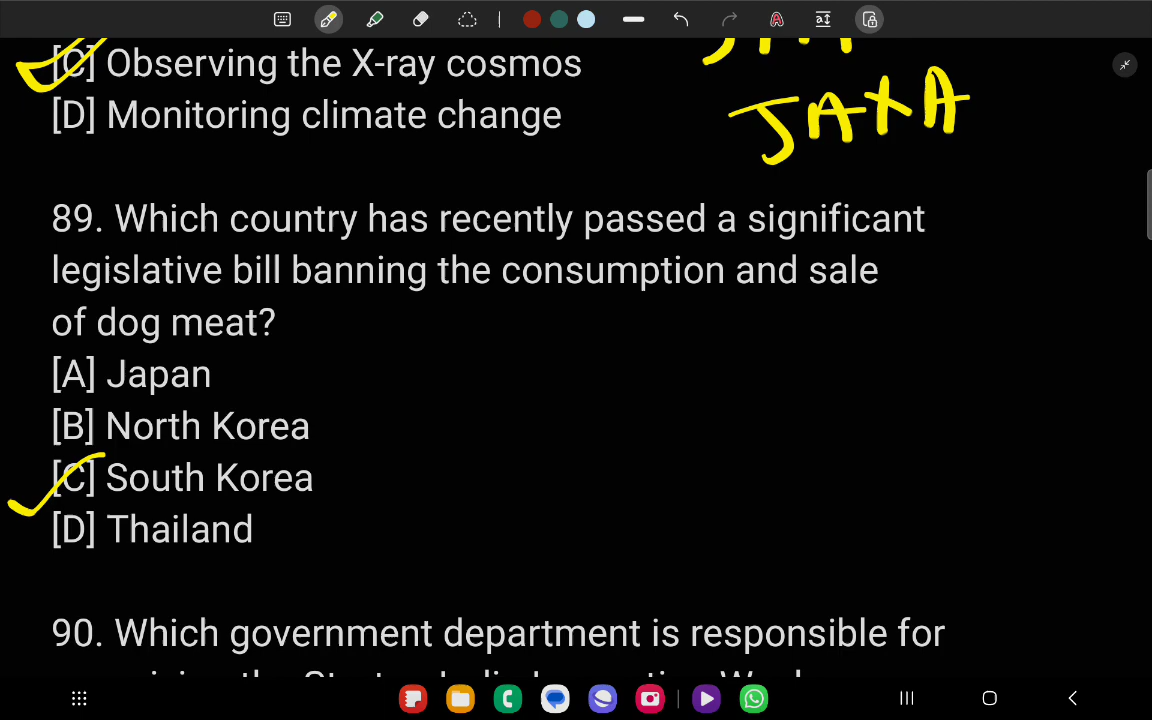 [C] Observing the X-ray cosmos
[D] Monitoring climate change
JAXA
89. Which country has recently passed a significant
legislative bill banning the consumption and sale
of dog meat?
[A] Japan
[B] North Korea
[C] South Korea
[D] Thailand
90. Which government department is responsible for